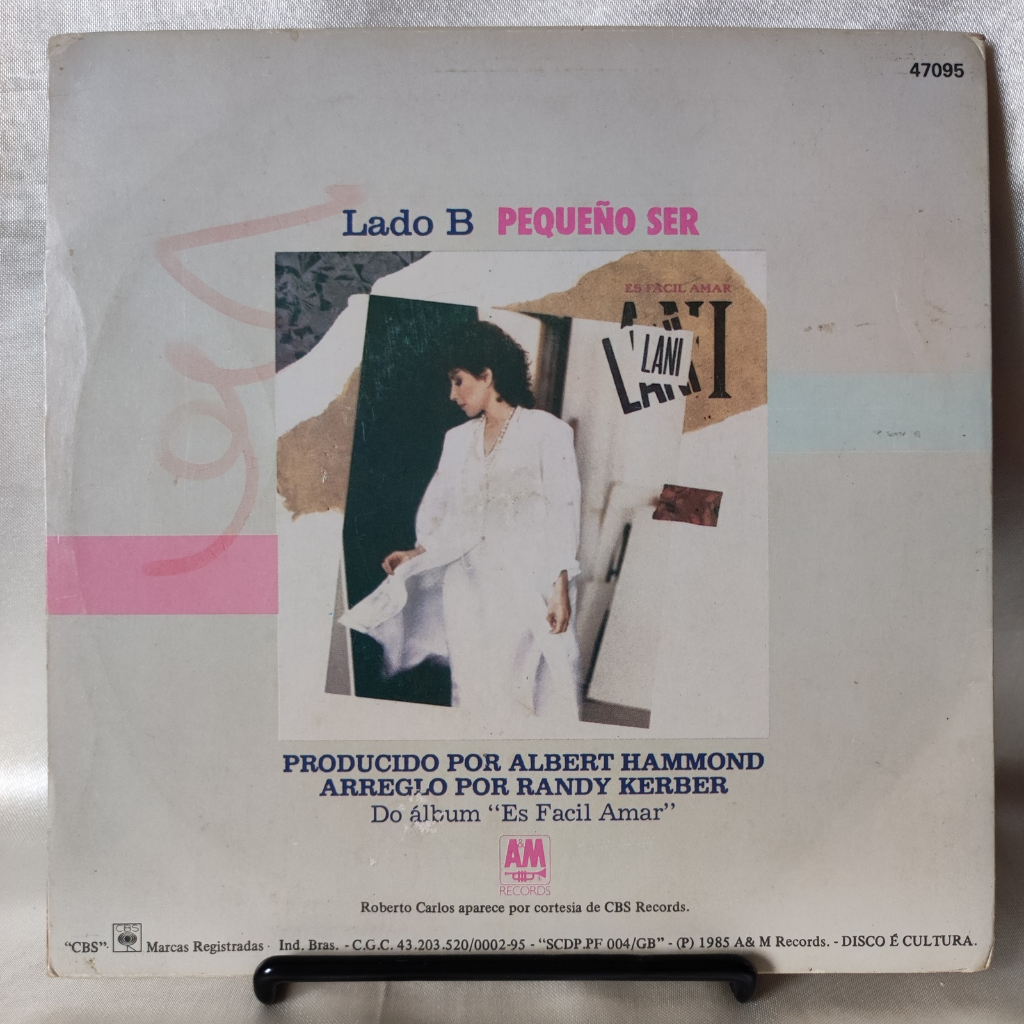 47095
Lado B PEQUEÑO SER
ES FACIL AMAR
LANI
LANI
LANI
PRODUCIDO POR ALBERT HAMMOND
ARREGLO POR RANDY KERBER
Do álbum “Es Facil Amar”
A&M
RECORDS
Roberto Carlos aparece por cortesia de CBS Records.
“CBS”- CBS Marcas Registradas - Ind. Bras. - C.G.C. 43.203.520/0002-95 - “SCDP.PF 004/GB” - (P) 1985 A& M Records. - DISCO É CULTURA.